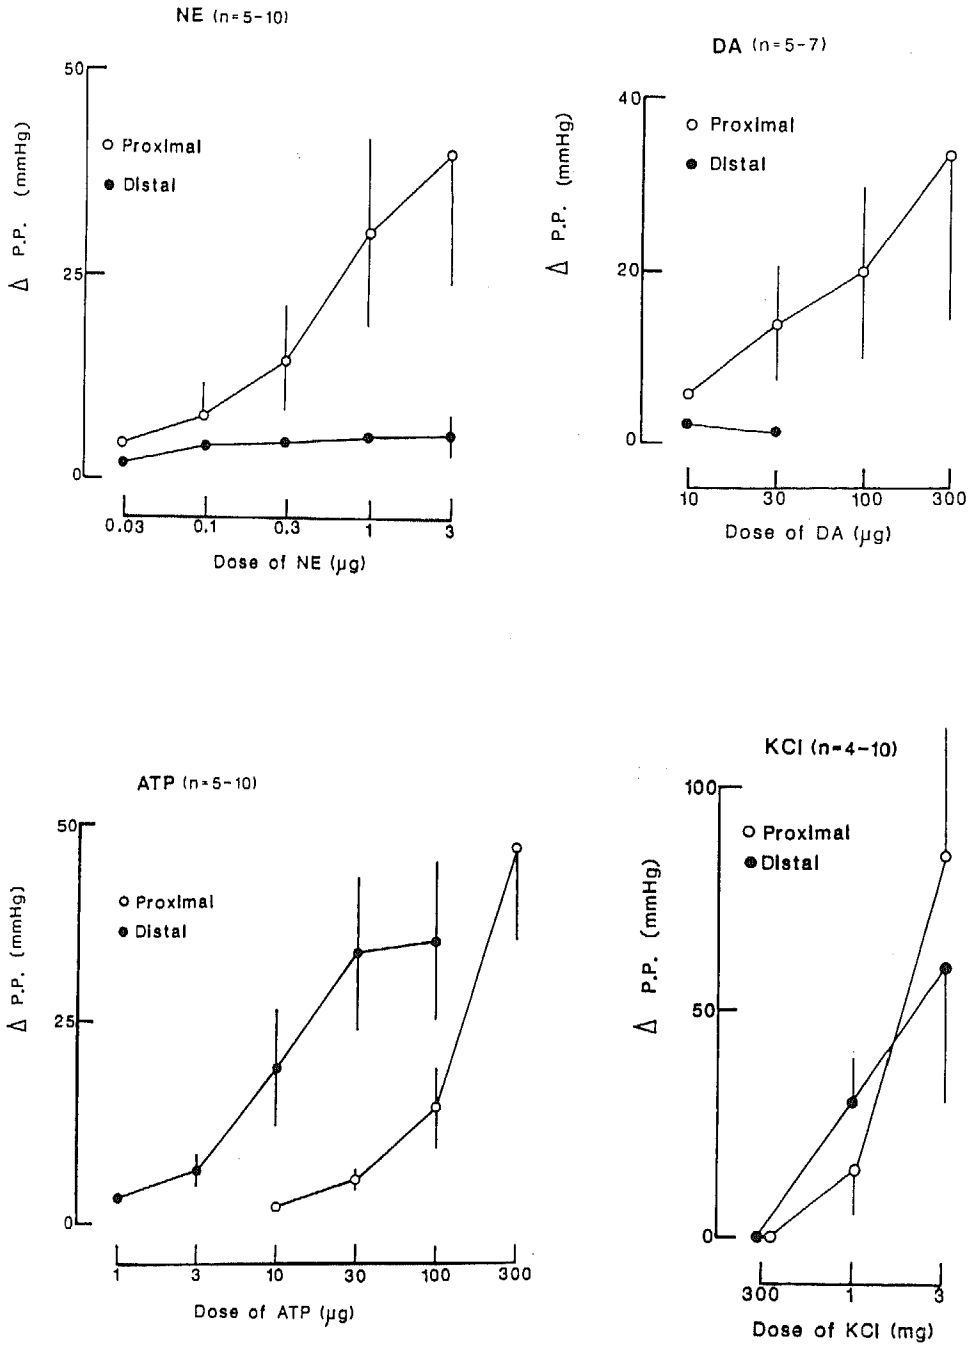 NE (n=5-10)
50
25
0
Δ P.P. (mmHg)
Proximal
Distal
0.03 0.1 0.3 1 3
Dose of NE (µg)
DA (n=5-7)
40
20
0
Δ P.P. (mmHg)
Proximal
Distal
10 30 100 300
Dose of DA (µg)
ATP (n=5-10)
50
25
0
Δ P.P. (mmHg)
Proximal
Distal
1 3 10 30 100 300
Dose of ATP (µg)
KCl (n=4-10)
100
50
0
Δ P.P. (mmHg)
Proximal
Distal
300 1 3
Dose of KCl (mg)